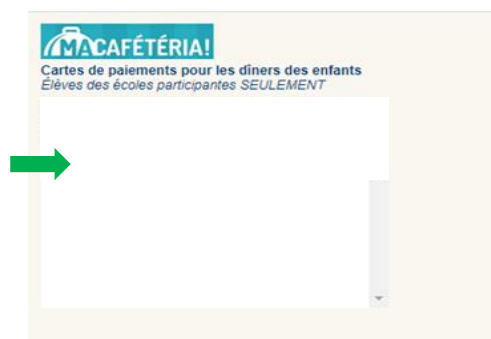 MACAFÉTÉRIA!
Cartes de paiements pour les dîners des enfants
Élèves des écoles participantes SEULEMENT